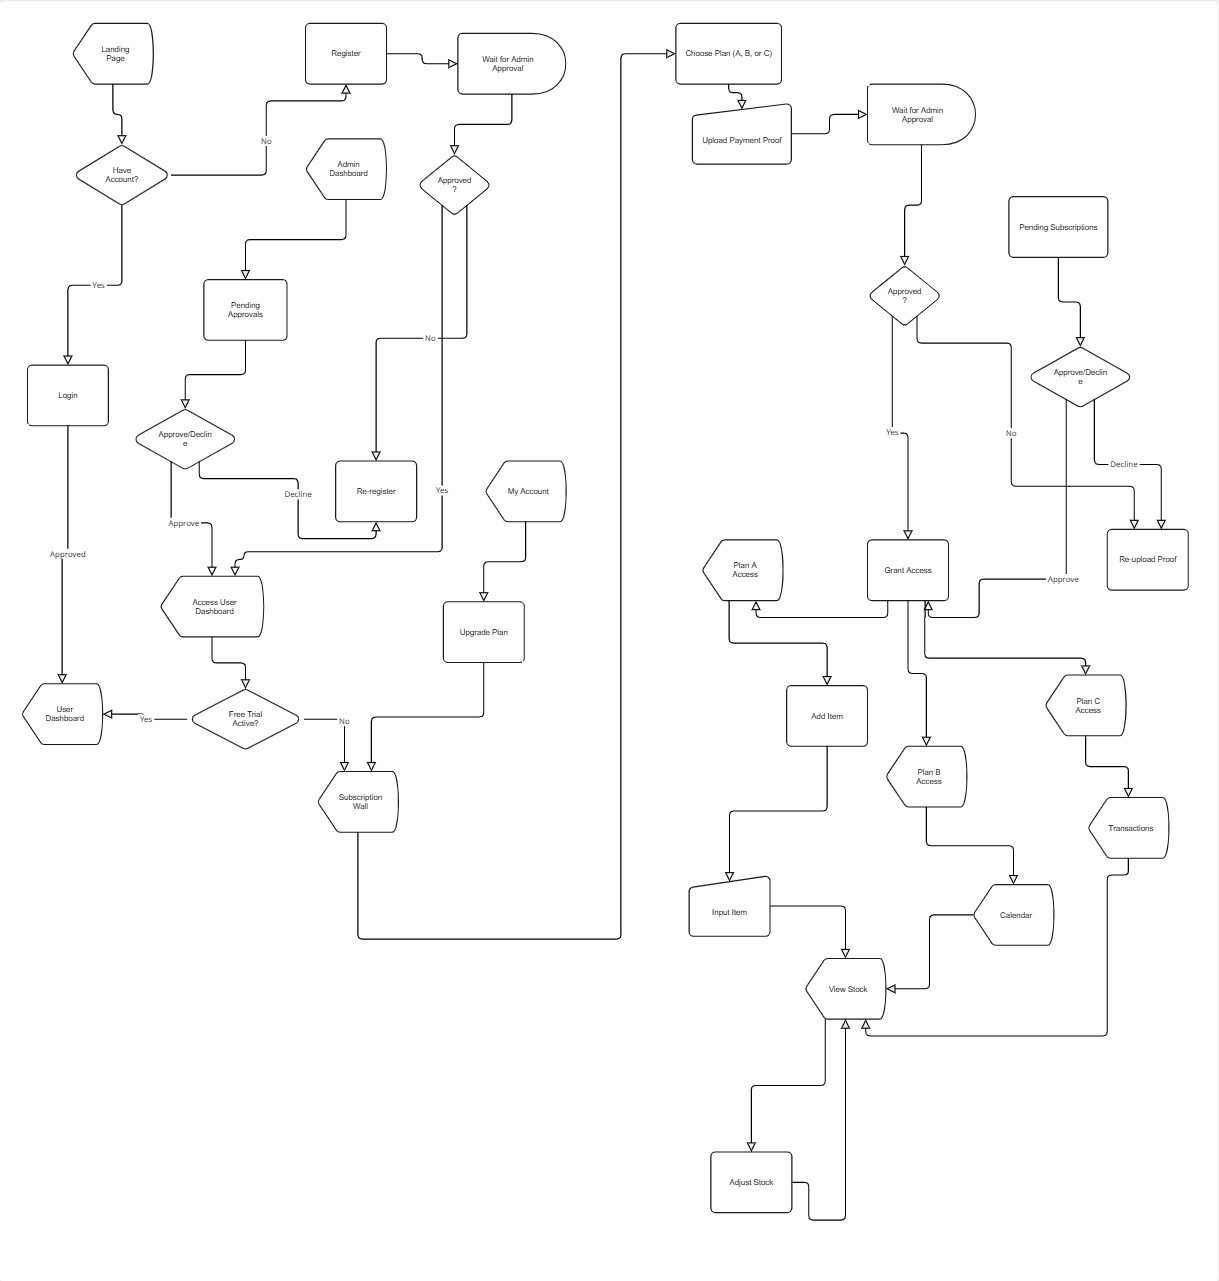 Landing
Page
Register
Wait for Admin
Approval
Choose Plan (A, B, or C)
Upload Payment Proof
Wait for Admin
Approval
Have
Account?
No
Admin
Dashboard
Approved
?
Pending Subscriptions
Yes
Pending
Approvals
Approved
?
No
Login
Approve/Declin
e
Approve/Declin
e
Yes
No
Decline
Re-register
Decline
Yes
My Account
Approve
Approved
Plan A
Access
Grant Access
Re-upload Proof
Approve
Access User
Dashboard
Upgrade Plan
User
Dashboard
Yes
Free Trial
Active?
No
Add Item
Plan C
Access
Subscription
Wall
Plan B
Access
Transactions
Input Item
Calendar
View Stock
Adjust Stock